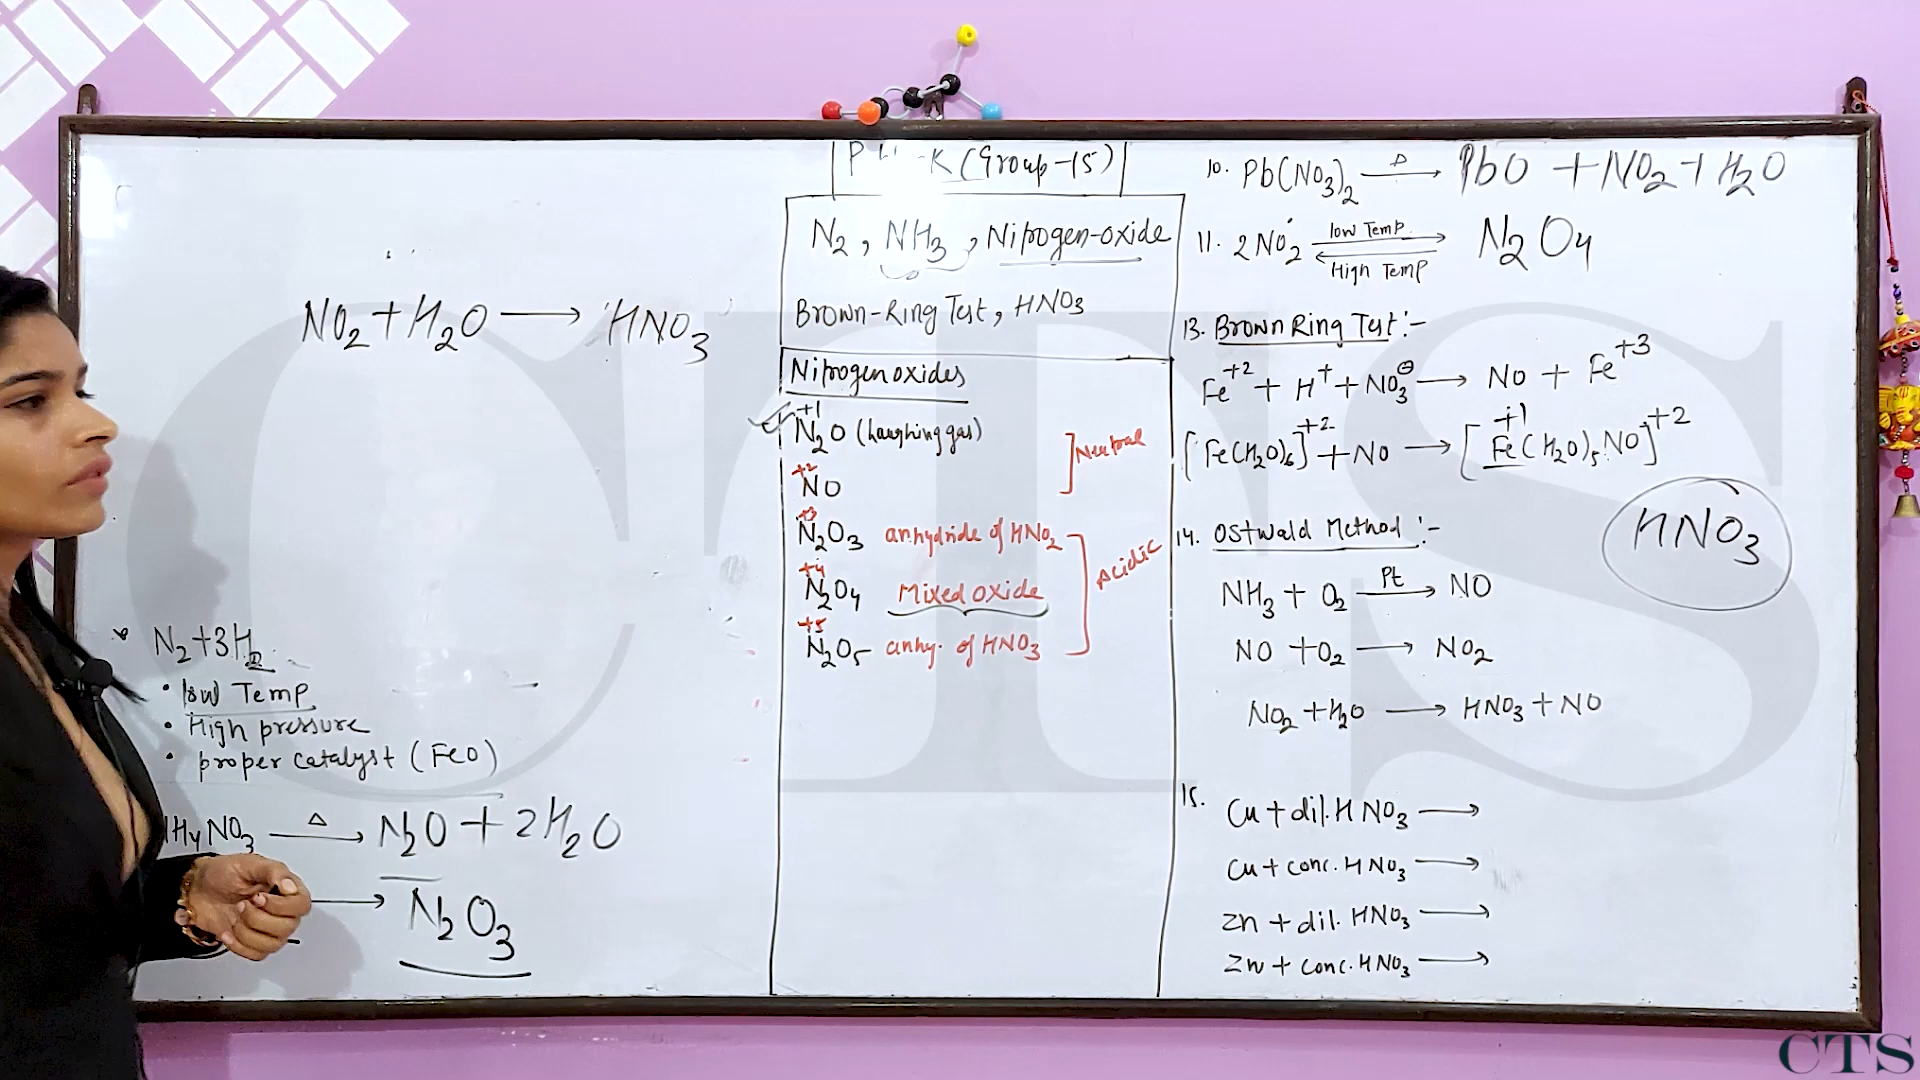 NO2 + H2O → HNO3
N2 + 3H2
• low Temp
• High pressure
• proper catalyst (FeO)
NO3 —Δ→ N2O + 2H2O
→ N2O3
(Group-15)
N2, NH3, Nitrogen-oxide
Brown-Ring Test, HNO3
Nitrogen oxides
+1
N2O (laughing gas)
+2
NO
Neutral
+3
N2O3 anhydride of HNO2
+4
N2O4 Mixed oxide
+5
N2O5 anhy. of HNO3
Acidic
10. Pb(NO3)2 —Δ→ PbO + NO2 + H2O
11. 2NO2 low Temp. ⇌ High Temp N2O4
13. Brown Ring Test:-
Fe+2 + H+ + NO3⊖ → NO + Fe+3
[Fe(H2O)6]+2 + NO → [Fe+1(H2O)5NO]+2
HNO3
14. Ostwald Method:-
NH3 + O2 —Pt→ NO
NO + O2 → NO2
NO2 + H2O → HNO3 + NO
15. Cu + dil. HNO3 →
Cu + conc. HNO3 →
Zn + dil. HNO3 →
Zn + conc. HNO3 →
CTS
CTS